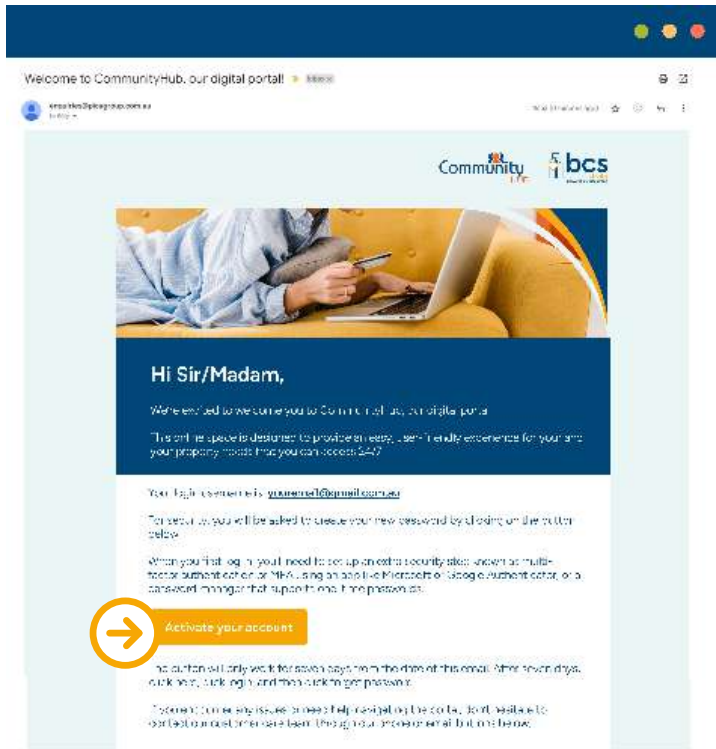 Welcome to CommunityHub, our digital portal!
enquiries@picagroup.com.au
to
Community
bcs
Hi Sir/Madam,
We're excited to welcome you to CommunityHub, our digital portal
This online space is designed to provide an easy, user-friendly experience for you and
your property needs that you can access 24/7
Your login username is: youremail@gmail.com.au
For security, you will be asked to create your new password by clicking on the button
below
When you first log in, you'll need to set up an extra security step known as multi-
factor authentication or MFA using an app like Microsoft or Google Authenticator, or a
password manager that supports one-time passwords.
Activate your account
The button will only work for seven days from the date of this email. After seven days,
click here, click login, and then click forgot password.
If you encounter any issues or need help navigating the portal, don't hesitate to
contact our customer care team through our phone or email buttons below.